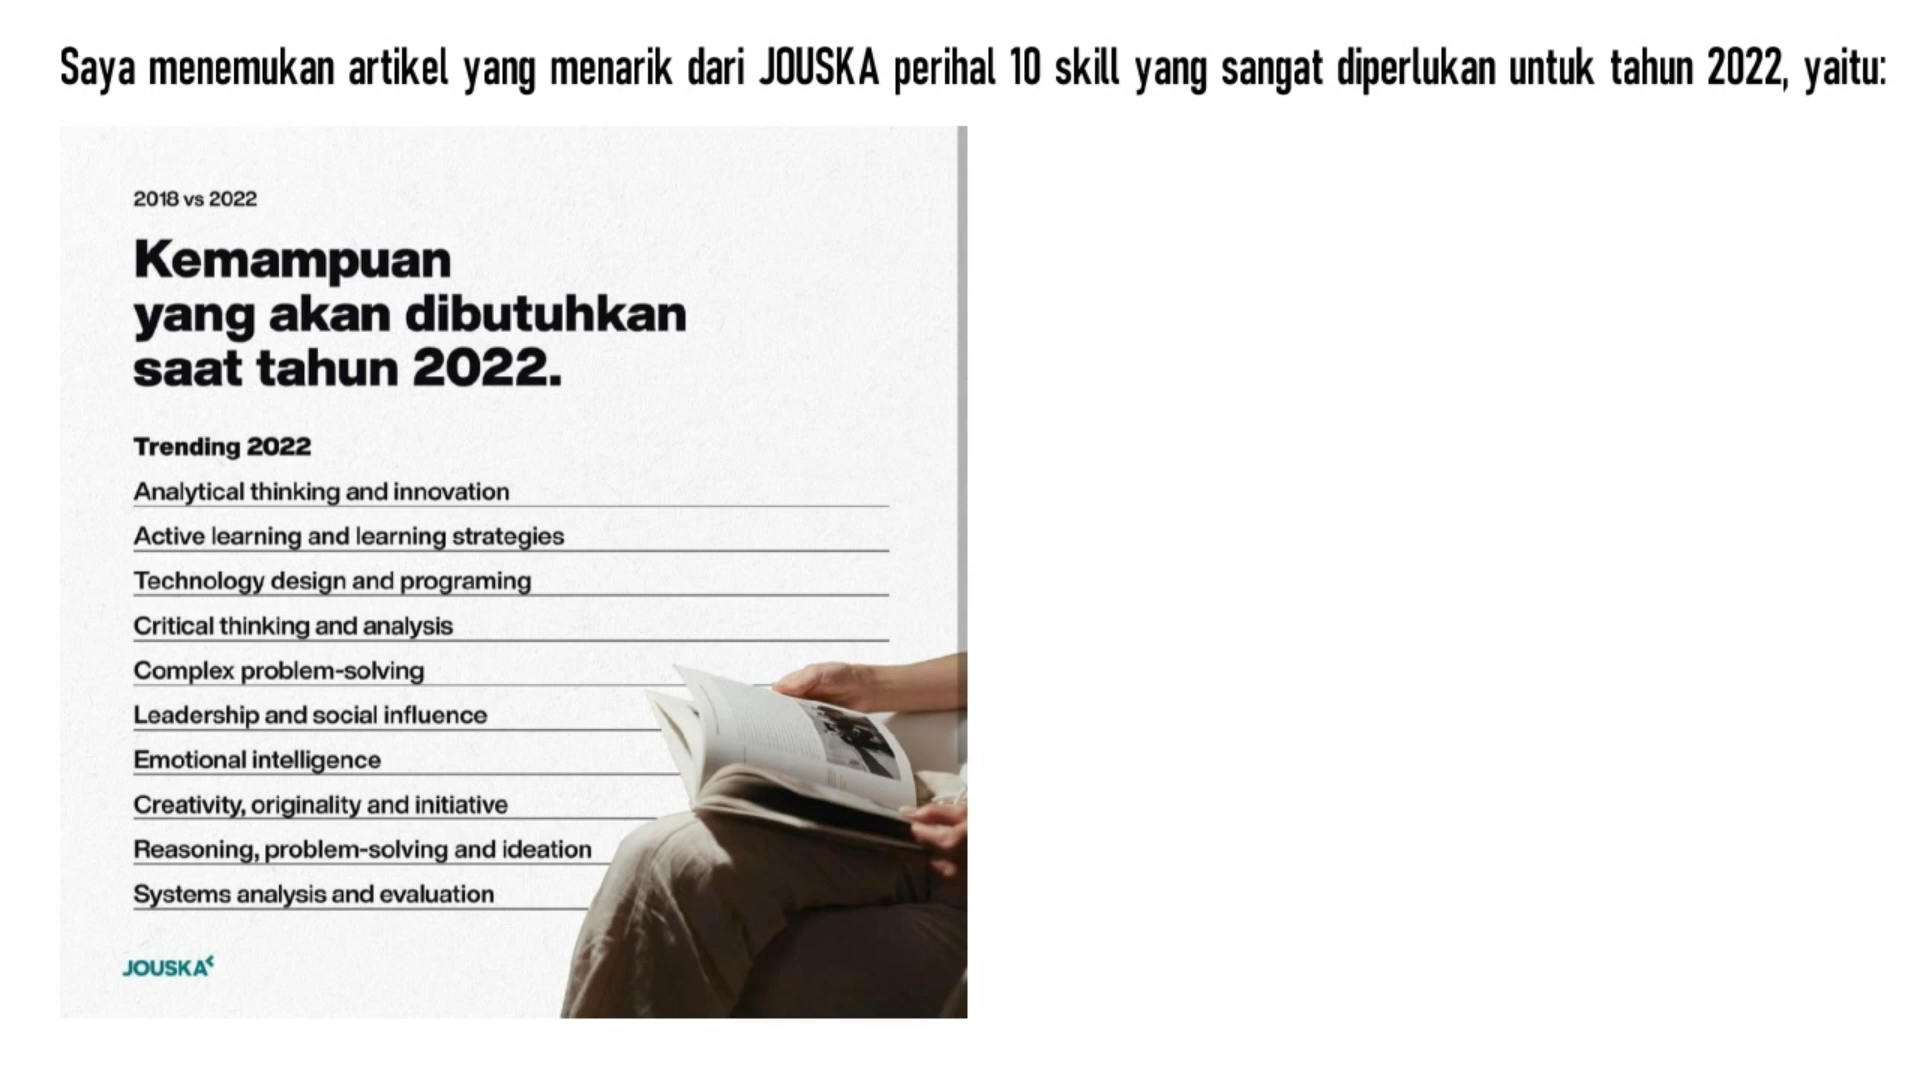 Saya menemukan artikel yang menarik dari JOUSKA perihal 10 skill yang sangat diperlukan untuk tahun 2022, yaitu:
2018 vs 2022
Kemampuan
yang akan dibutuhkan
saat tahun 2022.
Trending 2022
Analytical thinking and innovation
Active learning and learning strategies
Technology design and programing
Critical thinking and analysis
Complex problem-solving
Leadership and social influence
Emotional intelligence
Creativity, originality and initiative
Reasoning, problem-solving and ideation
Systems analysis and evaluation
JOUSKA